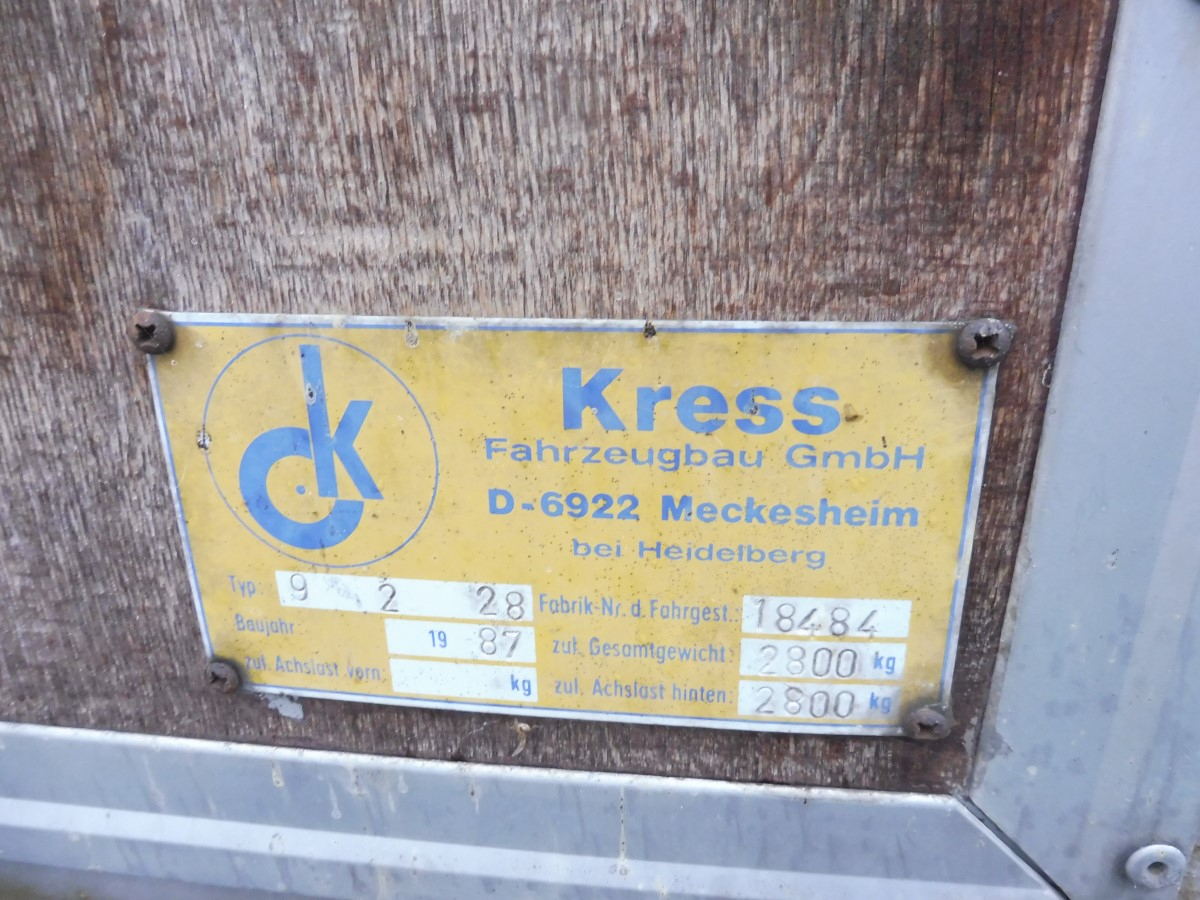 CK
Kress
Fahrzeugbau GmbH
D-6922 Meckesheim
bei Heidelberg
Typ: 9 2 28 Fabrik-Nr. d. Fahrgest.: 18484
Baujahr: 19 87 zul. Gesamtgewicht: 2800 kg
zul. Achslast vorn: kg zul. Achslast hinten: 2800 kg